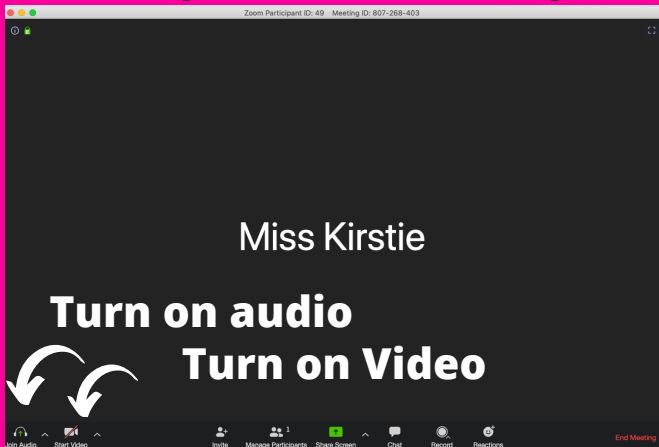 Zoom Participant ID: 49 Meeting ID: 807-268-403
Miss Kirstie
Turn on audio
Turn on Video
1
Join Audio Start Video Invite Manage Participants Share Screen Chat Record Reactions End Meeting